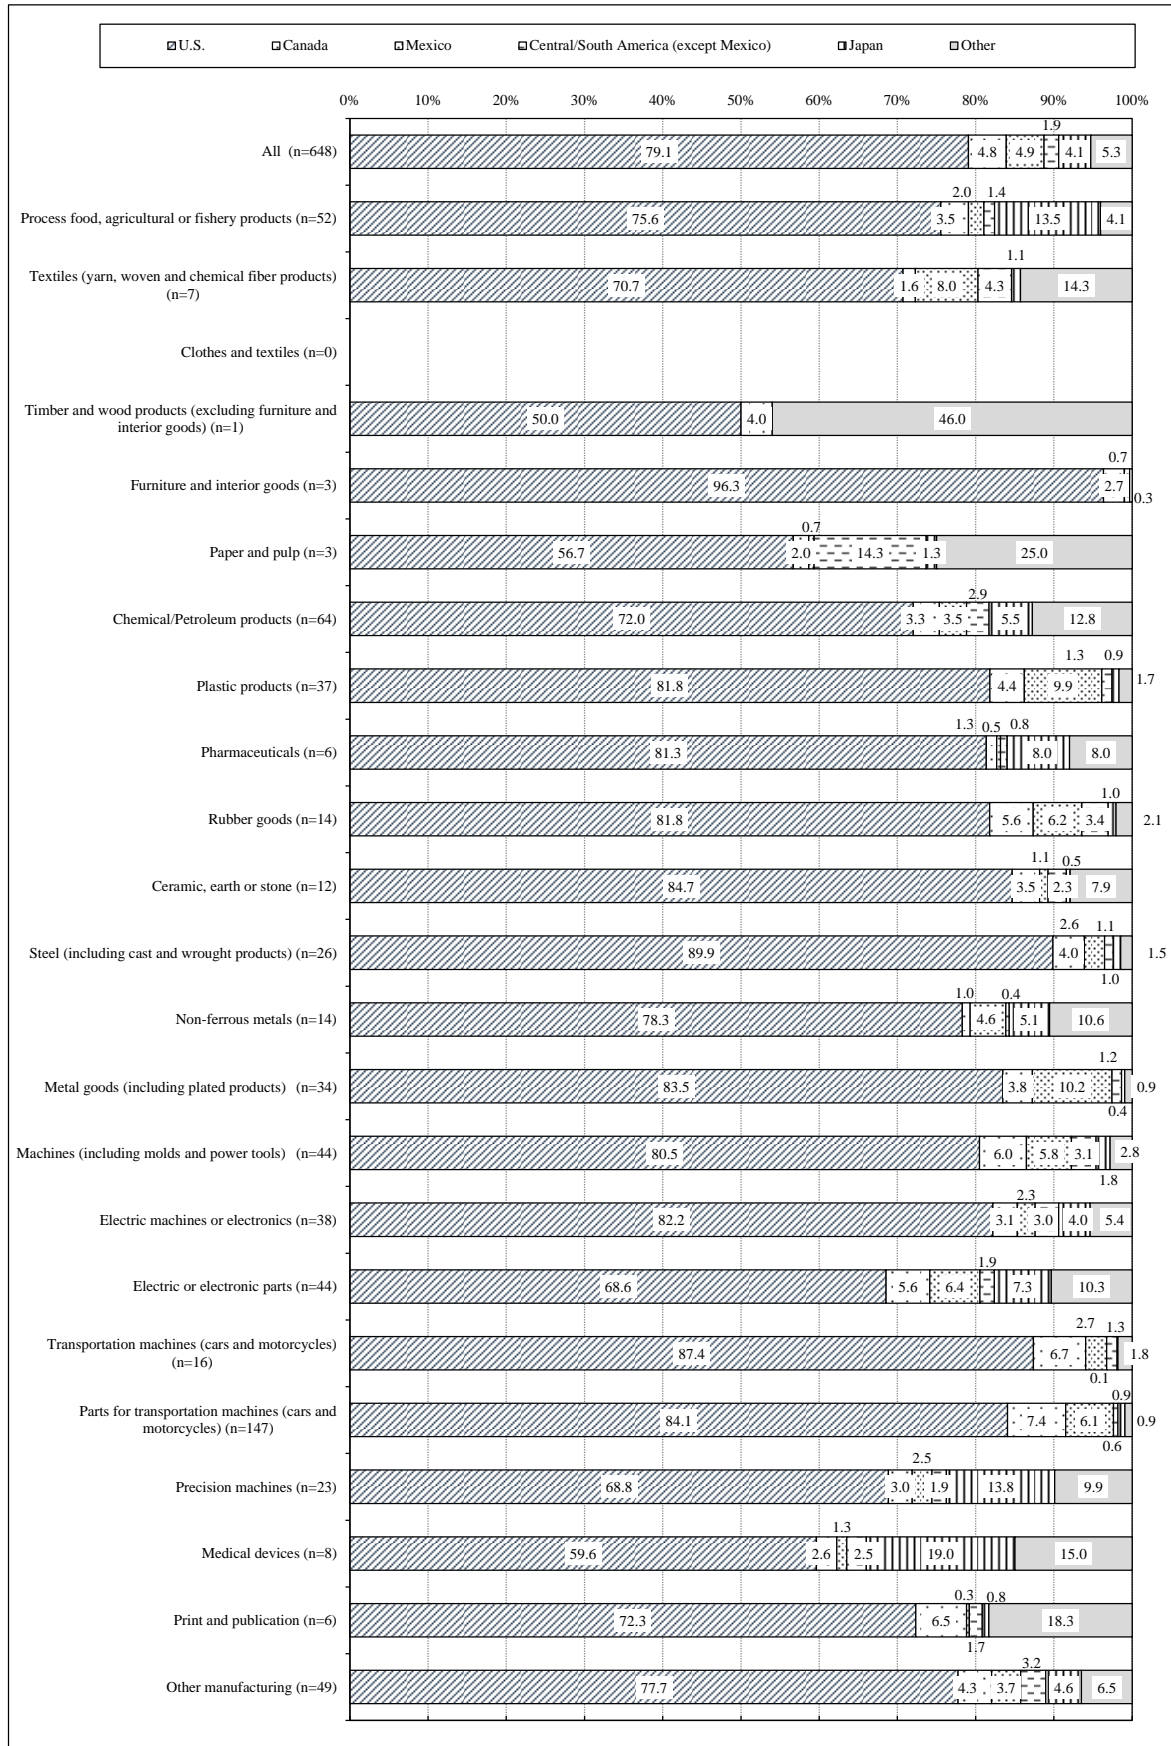 U.S. Canada Mexico Central/South America (except Mexico) Japan Other
0% 10% 20% 30% 40% 50% 60% 70% 80% 90% 100%
1.9
All (n=648) 79.1 4.8 4.9 4.1 5.3
2.0 1.4
Process food, agricultural or fishery products (n=52) 75.6 3.5 13.5 4.1
1.1
Textiles (yarn, woven and chemical fiber products)
(n=7) 70.7 1.6 8.0 4.3 14.3
Clothes and textiles (n=0)
Timber and wood products (excluding furniture and
interior goods) (n=1) 50.0 4.0 46.0
0.7
Furniture and interior goods (n=3) 96.3 2.7
0.3
0.7
Paper and pulp (n=3) 56.7 2.0 14.3 1.3 25.0
2.9
Chemical/Petroleum products (n=64) 72.0 3.3 3.5 5.5 12.8
1.3 0.9
Plastic products (n=37) 81.8 4.4 9.9 1.7
1.3 0.5 0.8
Pharmaceuticals (n=6) 81.3 8.0 8.0
1.0
Rubber goods (n=14) 81.8 5.6 6.2 3.4 2.1
1.1 0.5
Ceramic, earth or stone (n=12) 84.7 3.5 2.3 7.9
2.6 1.1
Steel (including cast and wrought products) (n=26) 89.9 4.0 1.5
1.0
1.0 0.4
Non-ferrous metals (n=14) 78.3 4.6 5.1 10.6
1.2
Metal goods (including plated products) (n=34) 83.5 3.8 10.2 0.9
0.4
Machines (including molds and power tools) (n=44) 80.5 6.0 5.8 3.1 2.8
1.8
2.3
Electric machines or electronics (n=38) 82.2 3.1 3.0 4.0 5.4
1.9
Electric or electronic parts (n=44) 68.6 5.6 6.4 7.3 10.3
2.7 1.3
Transportation machines (cars and motorcycles)
(n=16) 87.4 6.7 1.8
0.1
0.9
Parts for transportation machines (cars and
motorcycles) (n=147) 84.1 7.4 6.1 0.9
0.6
2.5
Precision machines (n=23) 68.8 3.0 1.9 13.8 9.9
1.3
Medical devices (n=8) 59.6 2.6 2.5 19.0 15.0
0.3 0.8
Print and publication (n=6) 72.3 6.5 18.3
1.7
3.2
Other manufacturing (n=49) 77.7 4.3 3.7 4.6 6.5